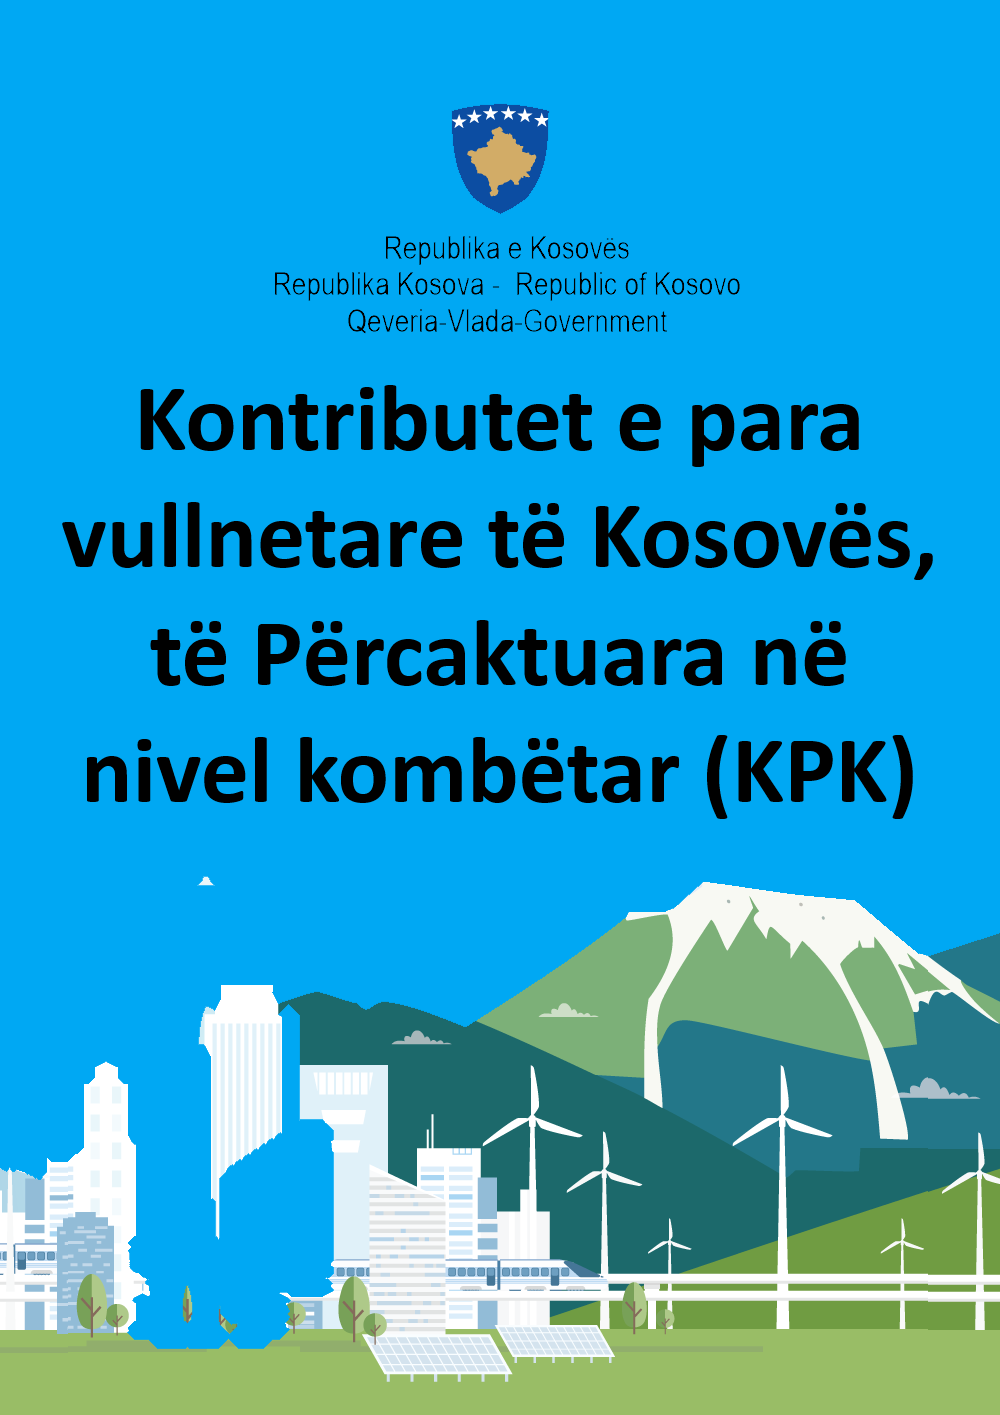 Republika e Kosovës
Republika Kosova - Republic of Kosovo
Qeveria-Vlada-Government
Kontributet e para
vullnetare të Kosovës,
të Përcaktuara në
nivel kombëtar (KPK)